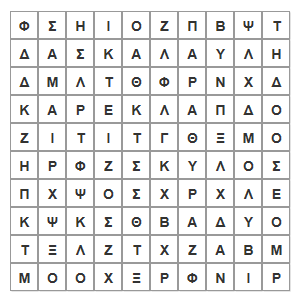 Φ Σ Η Ι Ο Ζ Π Β Ψ Τ
Δ Α Σ Κ Α Λ Α Υ Λ Η
Δ Μ Λ Τ Θ Φ Ρ Ν Χ Δ
Κ Α Ρ Ε Κ Λ Α Π Δ Ο
Ζ Ι Τ Ι Τ Γ Θ Ξ Μ Ο
Η Ρ Φ Ζ Σ Κ Υ Λ Ο Σ
Π Χ Ψ Ο Σ Χ Ρ Χ Λ Ε
Κ Ψ Κ Σ Θ Β Α Δ Υ Ο
Τ Ξ Λ Ζ Τ Χ Ζ Α Β Μ
Μ Ο Ο Χ Ξ Ρ Φ Ν Ι Ρ